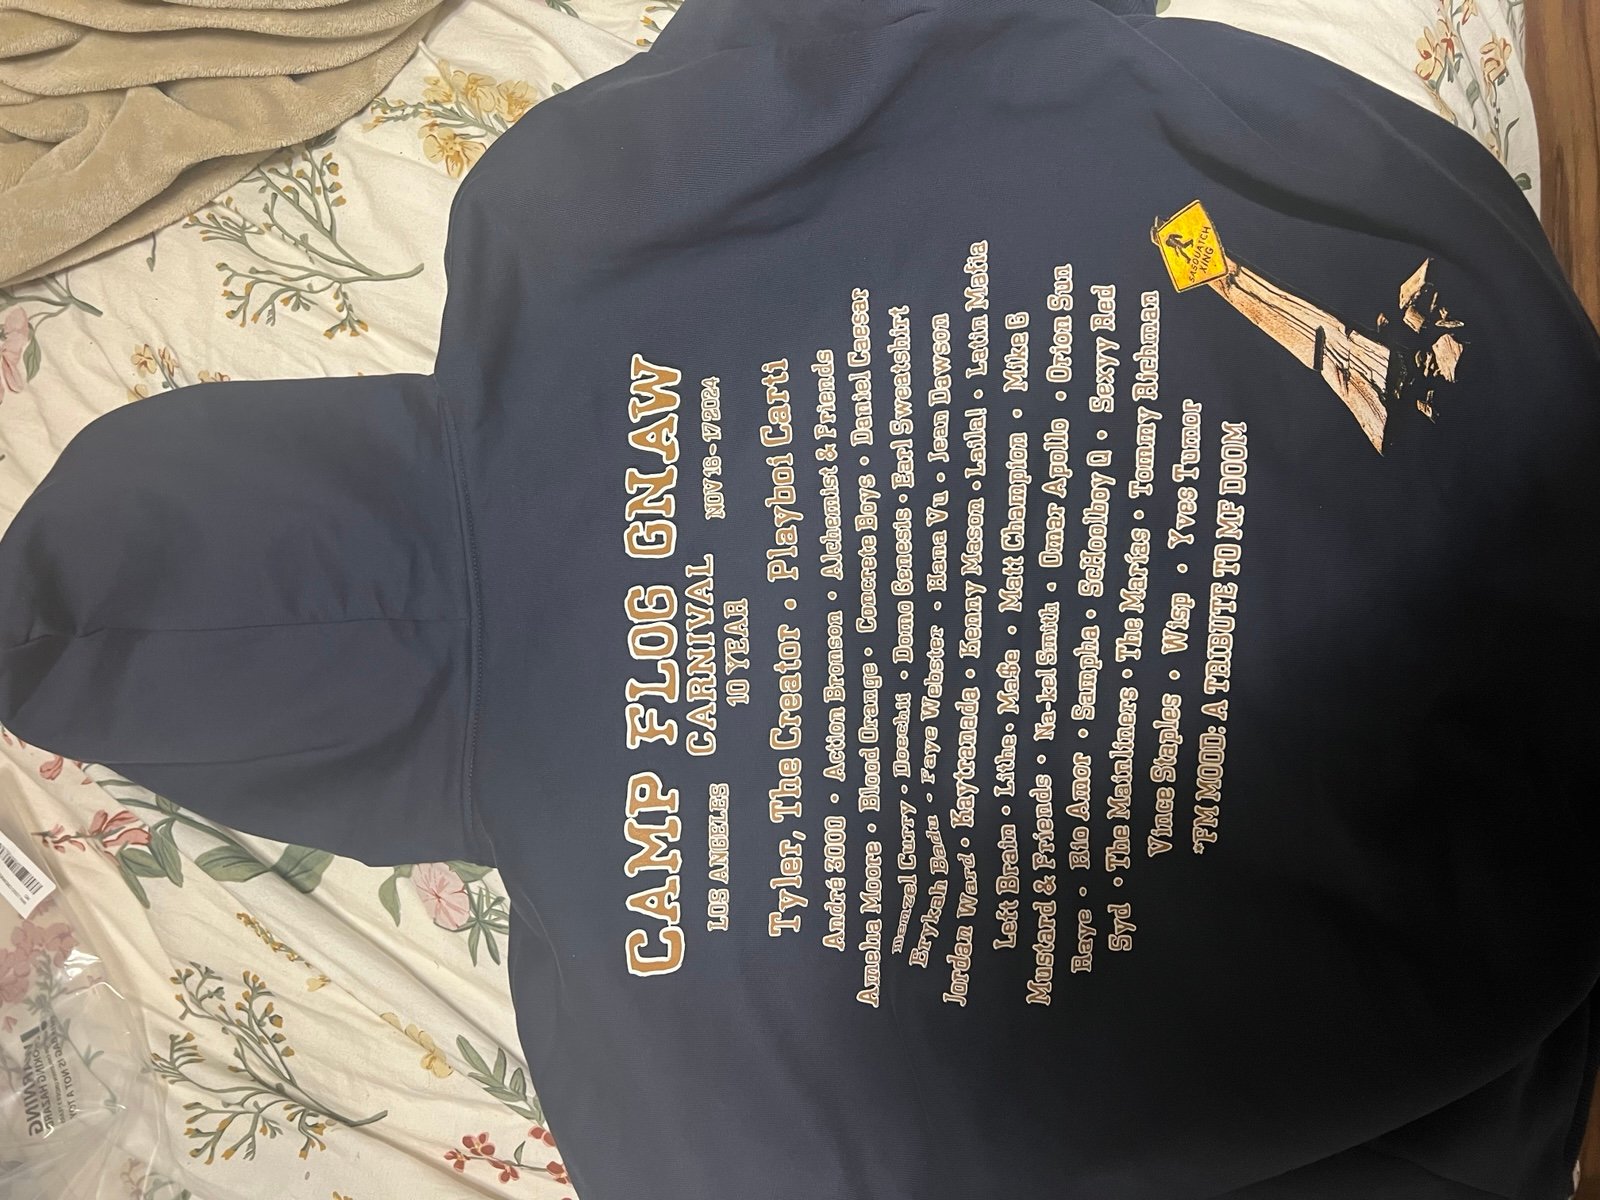 CAMP FLOG GNAW
LOS ANGELES CARNIVAL NOV 16-17 2024
10 YEAR
Tyler, The Creator • Playboi Carti
André 3000 • Action Bronson • Alchemist & Friends
Ameha Moore • Blood Orange • Concrete Boys • Daniel Caesar
Denzel Curry • Doechii • Domo Genesis • Earl Sweatshirt
Erykah Badu • Faye Webster • Hana Vu • Jean Dawson
Jordan Ward • Kaytranada • Kenny Mason • Laila! • Latin Mafia
Left Brain • Lithe • Ma$e • Matt Champion • Mike G
Mustard & Friends • Na-kel Smith • Omar Apollo • Orion Sun
Raye • Rio Amor • Sampha • ScHoolboy Q • Sexyy Red
Syd • The Mainliners • The Marías • Tommy Richman
Vince Staples • Wisp • Yves Tumor
*FM MOOD: A TRIBUTE TO MF DOOM
SASQUATCH
XING
WARNING
NOT A TOY